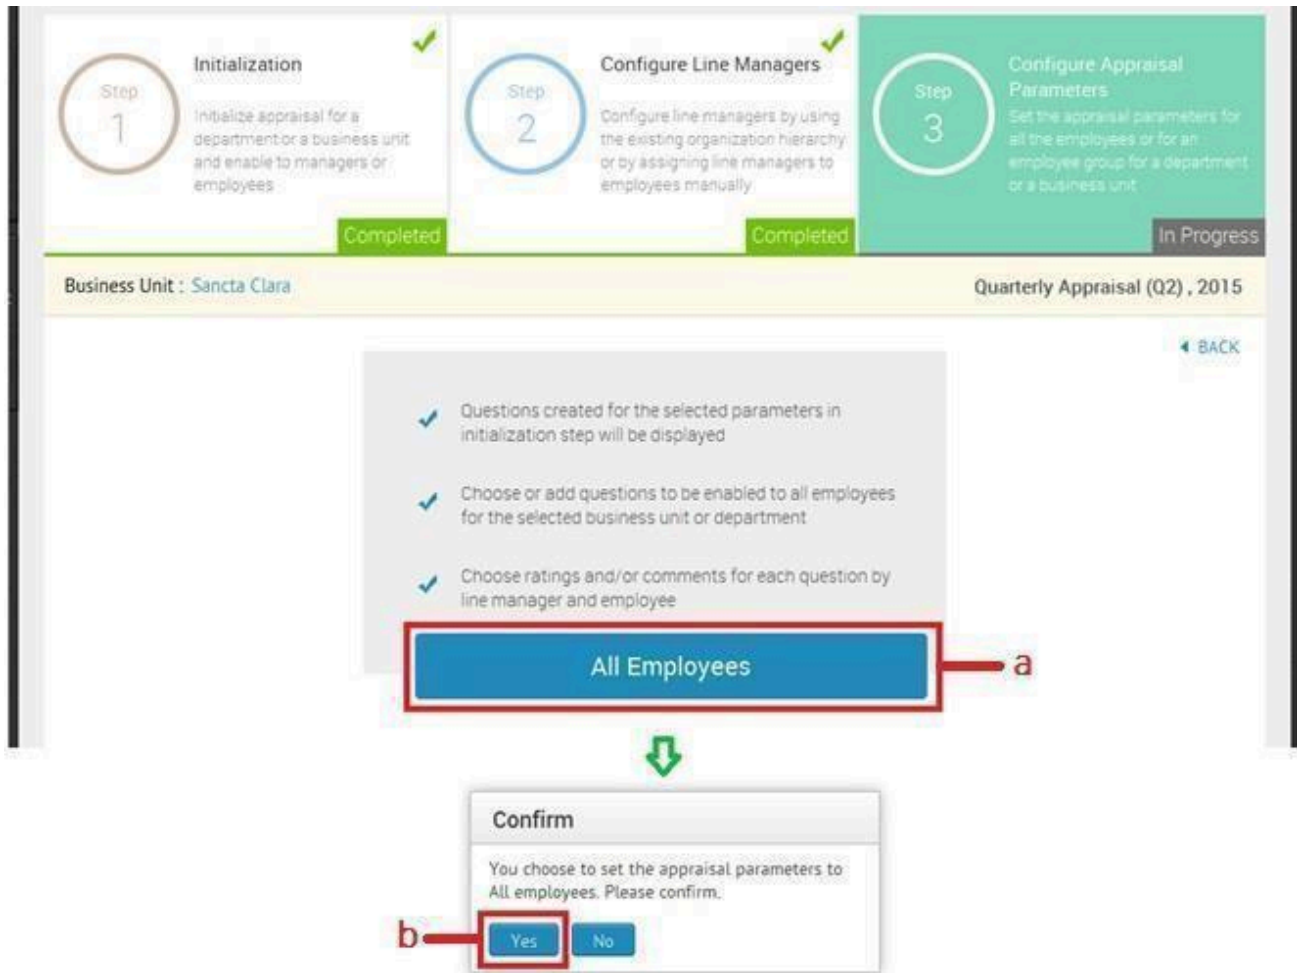 Step
1
Initialization
Initialize appraisal for a
department or a business unit
and enable to managers or
employees
Completed
Step
2
Configure Line Managers
Configure line managers by using
the existing organization hierarchy
or by assigning line managers to
employees manually
Completed
Step
3
Configure Appraisal
Parameters
Set the appraisal parameters for
all the employees or for an
employee group for a department
or a business unit
In Progress
Business Unit : Sancta Clara
Quarterly Appraisal (Q2) , 2015
BACK
Questions created for the selected parameters in
initialization step will be displayed
Choose or add questions to be enabled to all employees
for the selected business unit or department
Choose ratings and/or comments for each question by
line manager and employee
All Employees
a
Confirm
You choose to set the appraisal parameters to
All employees. Please confirm.
b
Yes
No